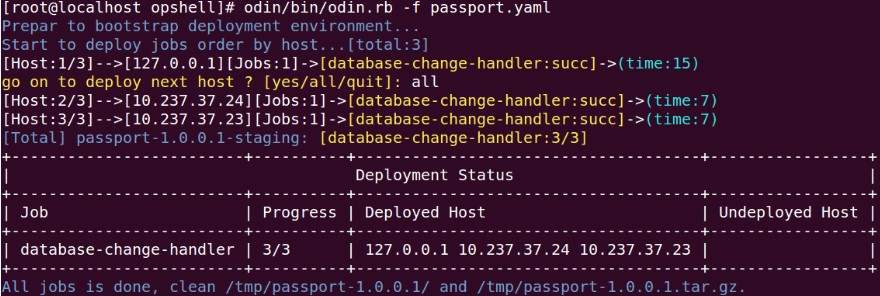 [root@localhost opshell]# odin/bin/odin.rb -f passport.yaml
Prepar to bootstrap deployment environment...
Start to deploy jobs order by host...[total:3]
[Host:1/3]-->[127.0.0.1][Jobs:1]->[database-change-handler:succ]->(time:15)
go on to deploy next host ? [yes/all/quit]: all
[Host:2/3]-->[10.237.37.24][Jobs:1]->[database-change-handler:succ]->(time:7)
[Host:3/3]-->[10.237.37.23][Jobs:1]->[database-change-handler:succ]->(time:7)
[Total] passport-1.0.0.1-staging: [database-change-handler:3/3]
Deployment Status
| Job | Progress | Deployed Host | Undeployed Host |
| database-change-handler | 3/3 | 127.0.0.1 10.237.37.24 10.237.37.23 | |
All jobs is done, clean /tmp/passport-1.0.0.1/ and /tmp/passport-1.0.0.1.tar.gz.